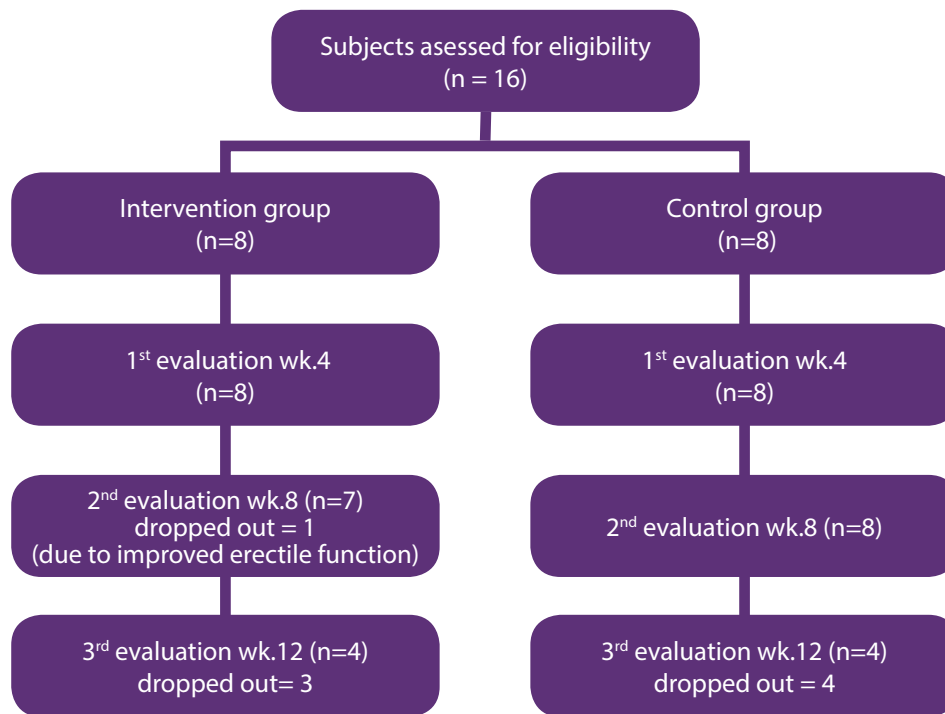 Subjects asessed for eligibility
(n = 16)
Intervention group
(n=8)
Control group
(n=8)
1st evaluation wk.4
(n=8)
1st evaluation wk.4
(n=8)
2nd evaluation wk.8 (n=7)
dropped out = 1
(due to improved erectile function)
2nd evaluation wk.8 (n=8)
3rd evaluation wk.12 (n=4)
dropped out= 3
3rd evaluation wk.12 (n=4)
dropped out = 4